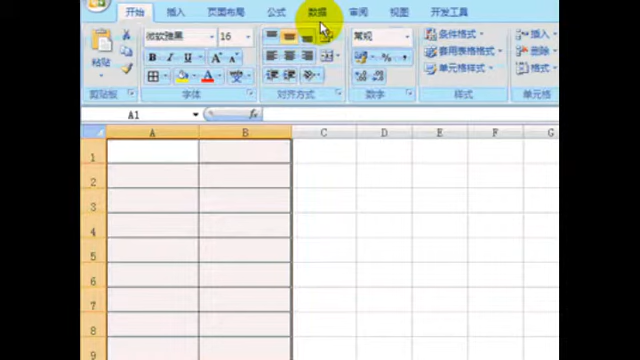 开始 插入 页面布局 公式 数据 审阅 视图 开发工具
微软雅黑 16 常规 条件格式 插入
粘贴 B I U A A % 套用表格格式 删除
A 单元格样式 格式
剪贴板 字体 对齐方式 数字 样式 单元格
A1 fx
A B C D E F G
1
2
3
4
5
6
7
8
9